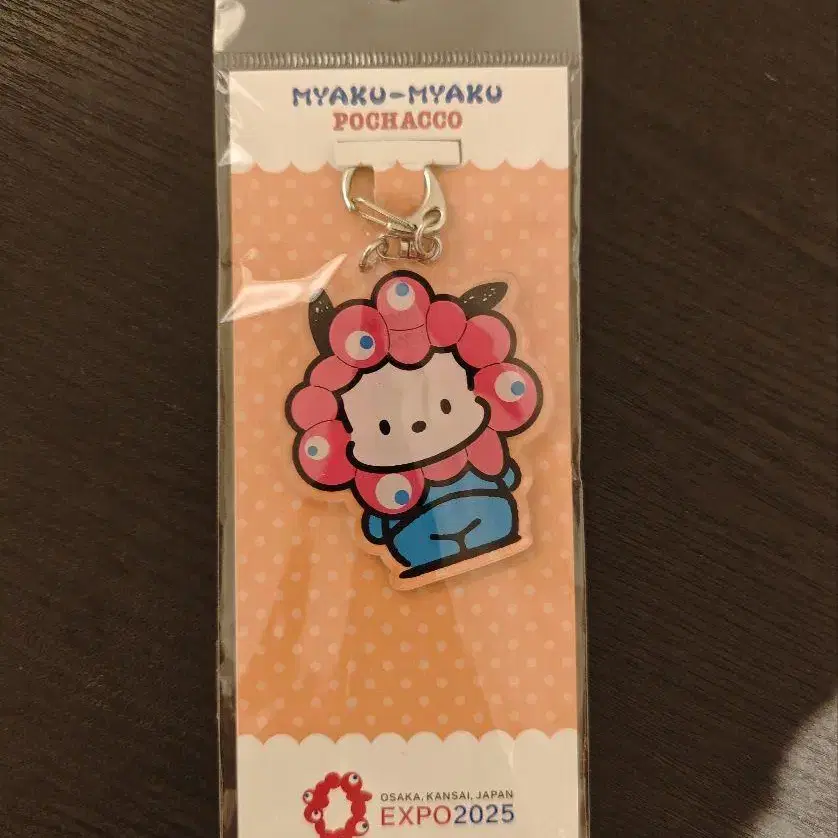 MYAKU-MYAKU
POCHACCO
OSAKA, KANSAI, JAPAN
EXPO2025